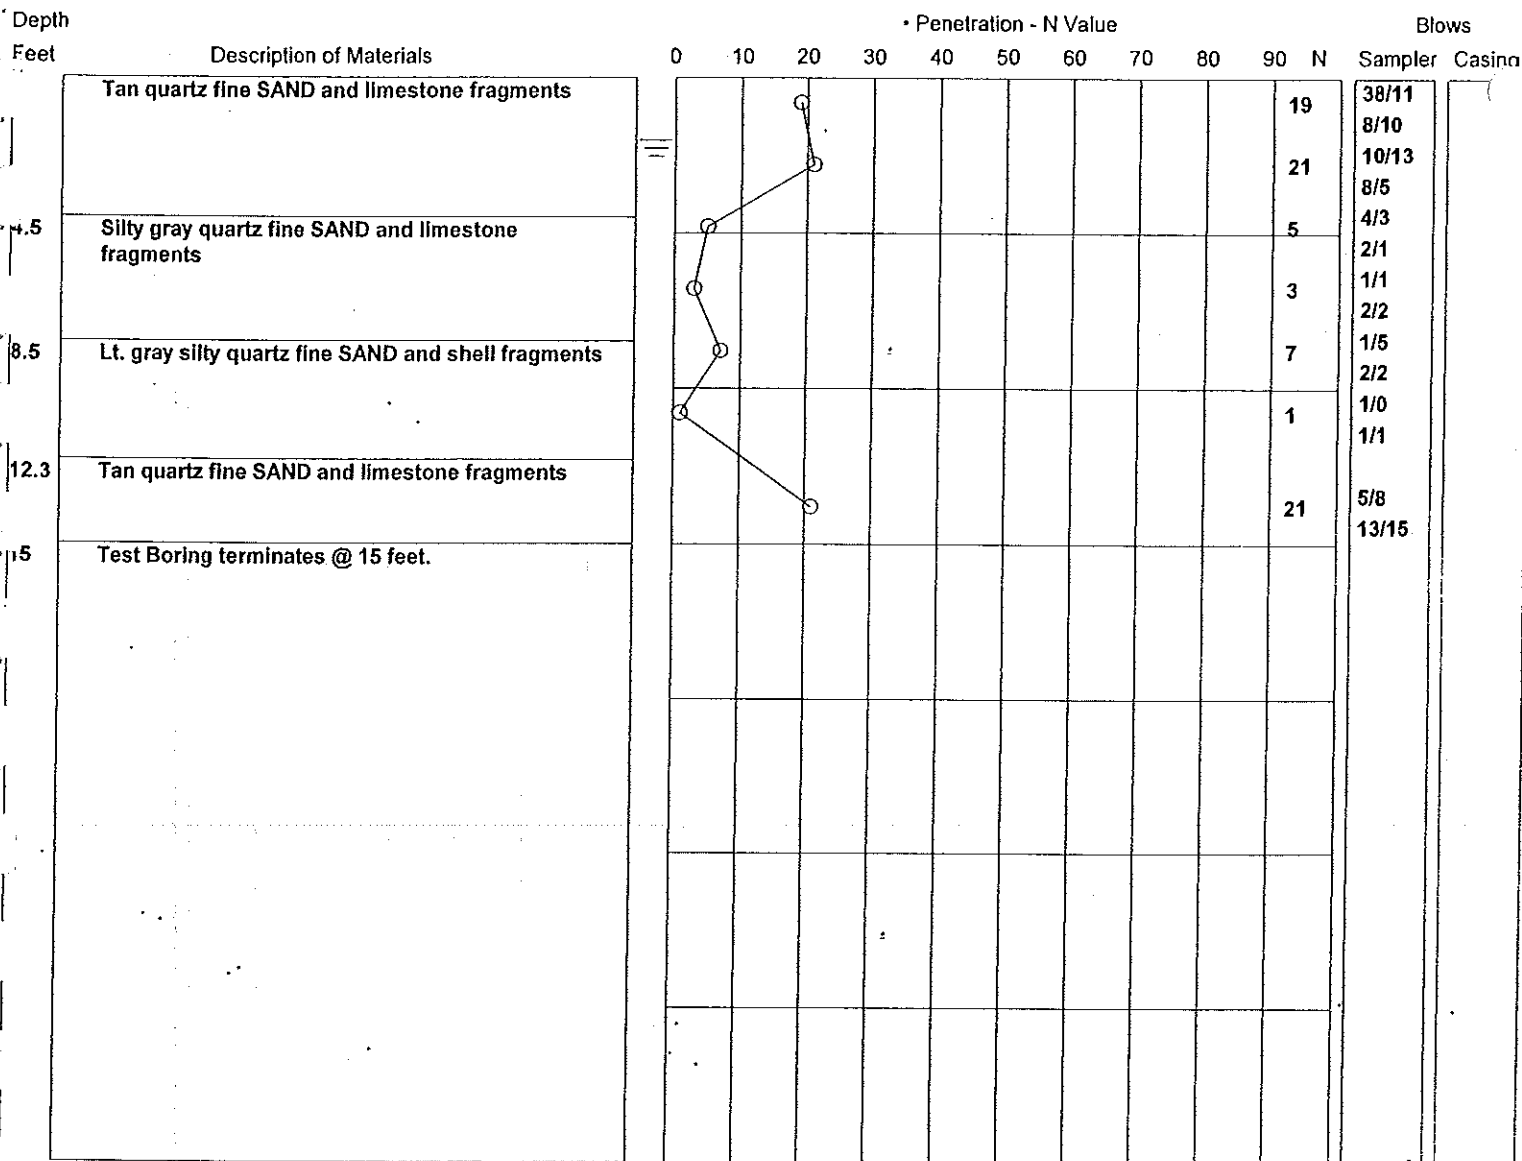 Depth
Feet
Description of Materials
• Penetration - N Value
0 10 20 30 40 50 60 70 80 90 N
Blows
Sampler Casing
Tan quartz fine SAND and limestone fragments
19
38/11
8/10
21
10/13
8/5
4.5
Silty gray quartz fine SAND and limestone
fragments
5
4/3
2/1
3
1/1
2/2
8.5
Lt. gray silty quartz fine SAND and shell fragments
7
1/5
2/2
1
1/0
1/1
12.3
Tan quartz fine SAND and limestone fragments
21
5/8
13/15
15
Test Boring terminates @ 15 feet.